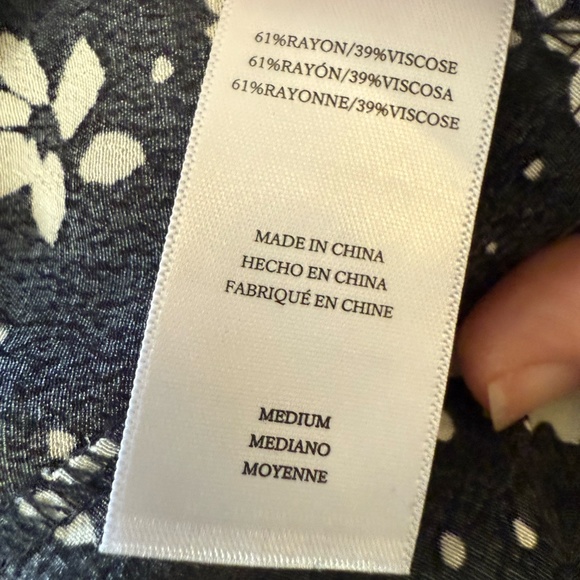 61%RAYON/39%VISCOSE
61%RAYÓN/39%VISCOSA
61%RAYONNE/39%VISCOSE
MADE IN CHINA
HECHO EN CHINA
FABRIQUÉ EN CHINE
MEDIUM
MEDIANO
MOYENNE